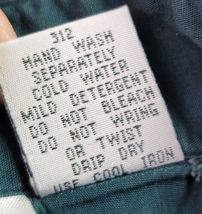 312
HAND WASH
SEPARATELY
COLD WATER
MILD DETERGENT
DO NOT BLEACH
DO NOT WRING
OR TWIST
DRIP DRY
USE COOL IRON